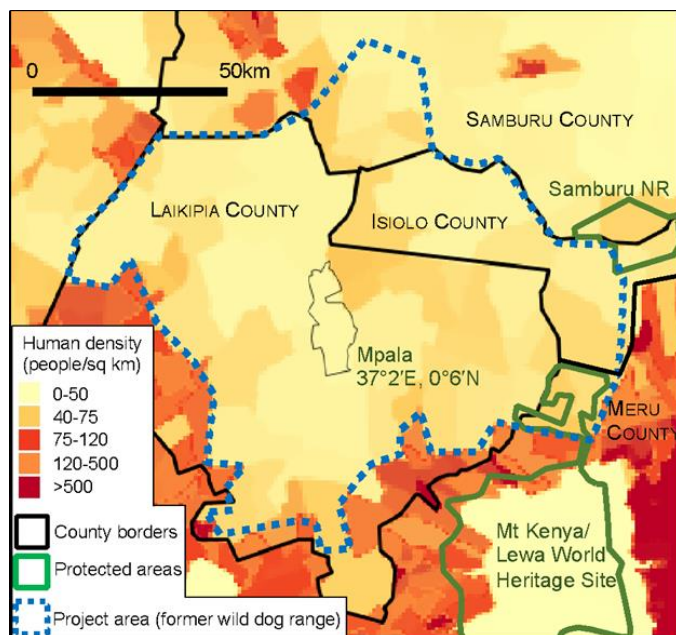 0 50km
SAMBURU COUNTY
Samburu NR
LAIKIPIA COUNTY
ISIOLO COUNTY
Mpala
37°2'E, 0°6'N
MERU
COUNTY
Human density
(people/sq km)
0-50
40-75
75-120
120-500
>500
County borders
Protected areas
Project area (former wild dog range)
Mt Kenya/
Lewa World
Heritage Site